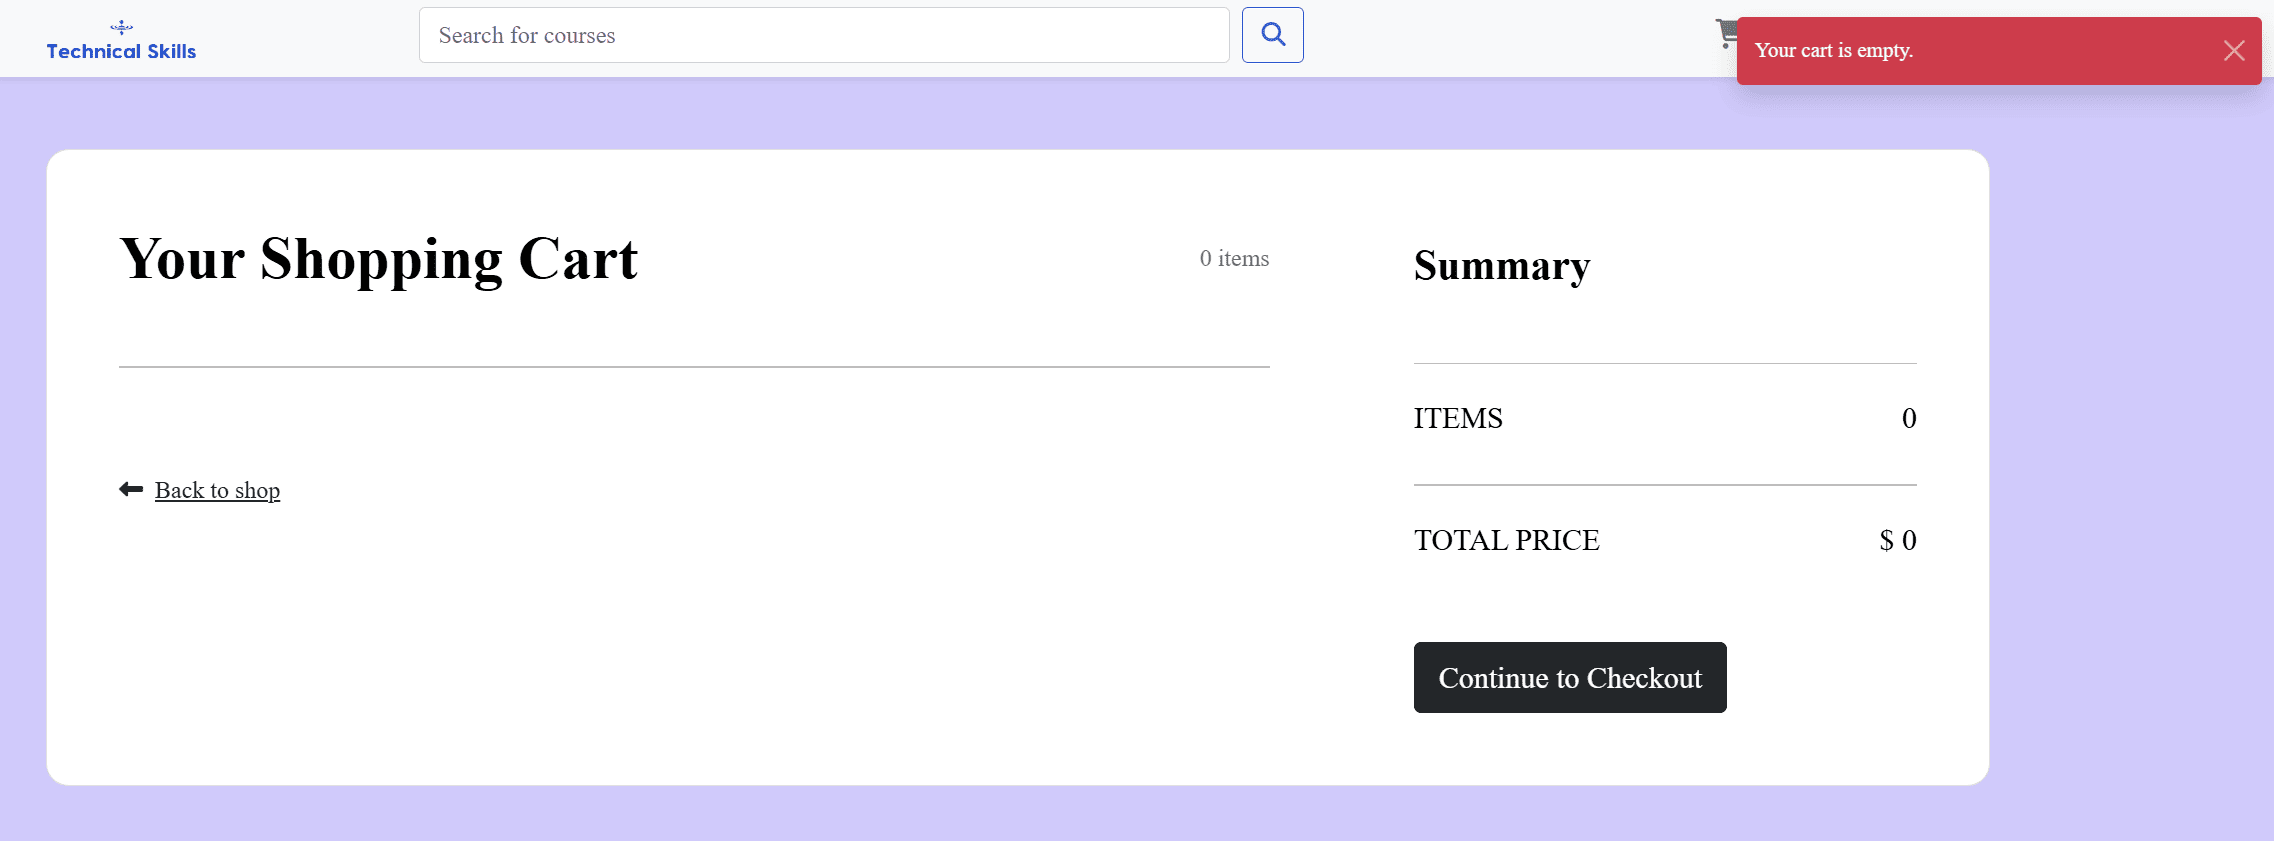 Technical Skills
Search for courses
Your cart is empty.
Your Shopping Cart
0 items
Summary
ITEMS
0
Back to shop
TOTAL PRICE
$ 0
Continue to Checkout